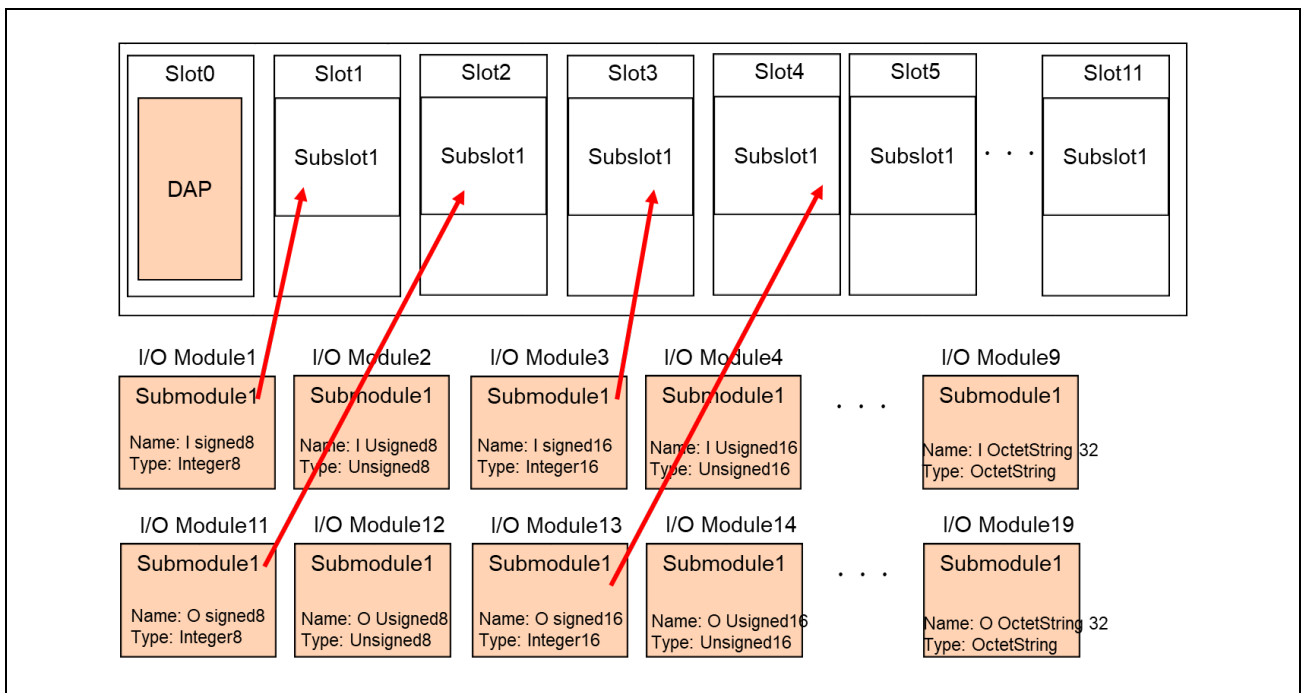 Slot0
Slot1
Slot2
Slot3
Slot4
Slot5
Slot11
DAP
Subslot1
Subslot1
Subslot1
Subslot1
Subslot1
. . .
Subslot1
I/O Module1
I/O Module2
I/O Module3
I/O Module4
I/O Module9
Submodule1
Name: I signed8
Type: Integer8
Submodule1
Name: I Usigned8
Type: Unsigned8
Submodule1
Name: I signed16
Type: Integer16
Submodule1
Name: I Usigned16
Type: Unsigned16
. . .
Submodule1
Name: I OctetString 32
Type: OctetString
I/O Module11
I/O Module12
I/O Module13
I/O Module14
I/O Module19
Submodule1
Name: O signed8
Type: Integer8
Submodule1
Name: O Usigned8
Type: Unsigned8
Submodule1
Name: O signed16
Type: Integer16
Submodule1
Name: O Usigned16
Type: Unsigned16
. . .
Submodule1
Name: O OctetString 32
Type: OctetString